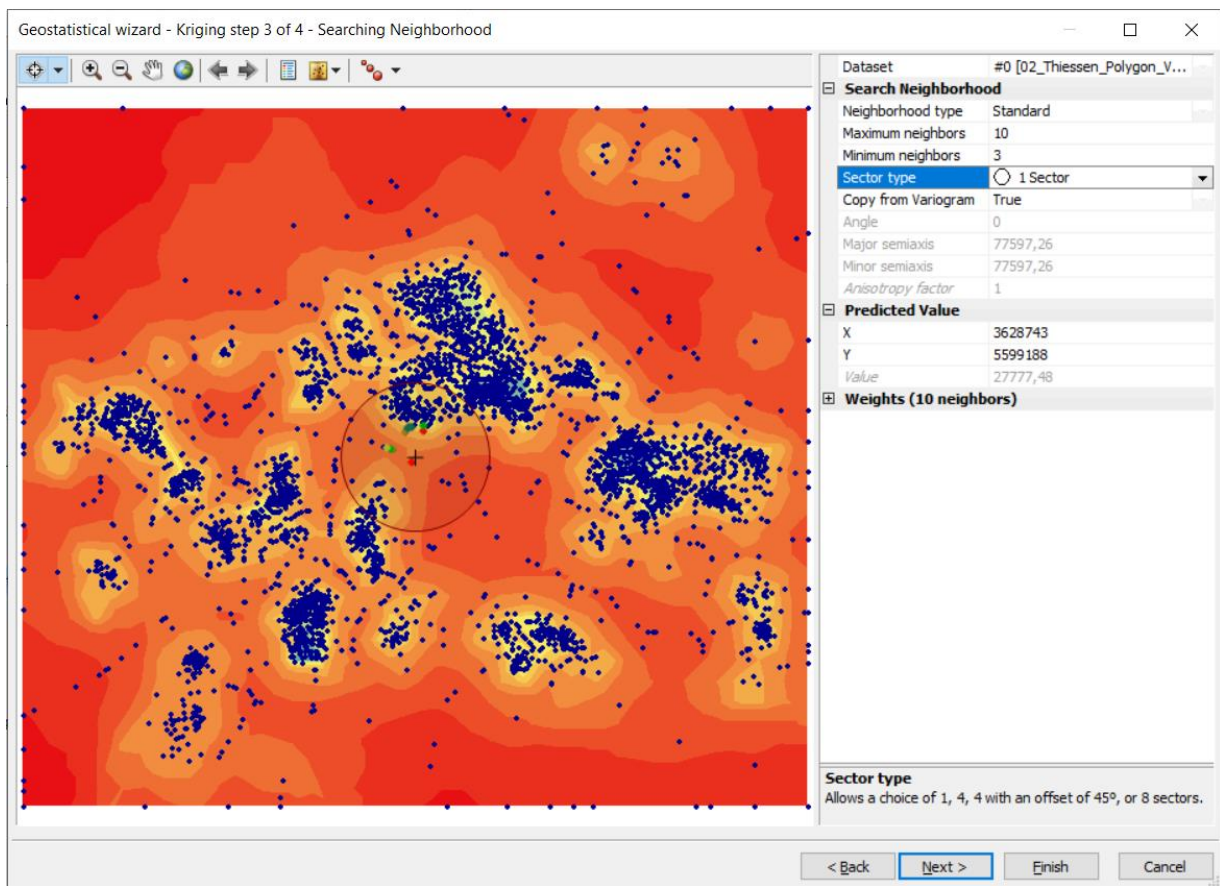 Geostatistical wizard - Kriging step 3 of 4 - Searching Neighborhood
Dataset #0 [02_Thiessen_Polygon_V...
Search Neighborhood
Neighborhood type Standard
Maximum neighbors 10
Minimum neighbors 3
Sector type 1 Sector
Copy from Variogram True
Angle 0
Major semiaxis 77597,26
Minor semiaxis 77597,26
Anisotropy factor 1
Predicted Value
X 3628743
Y 5599188
Value 27777,48
Weights (10 neighbors)
Sector type
Allows a choice of 1, 4, 4 with an offset of 45º, or 8 sectors.
< Back Next > Finish Cancel